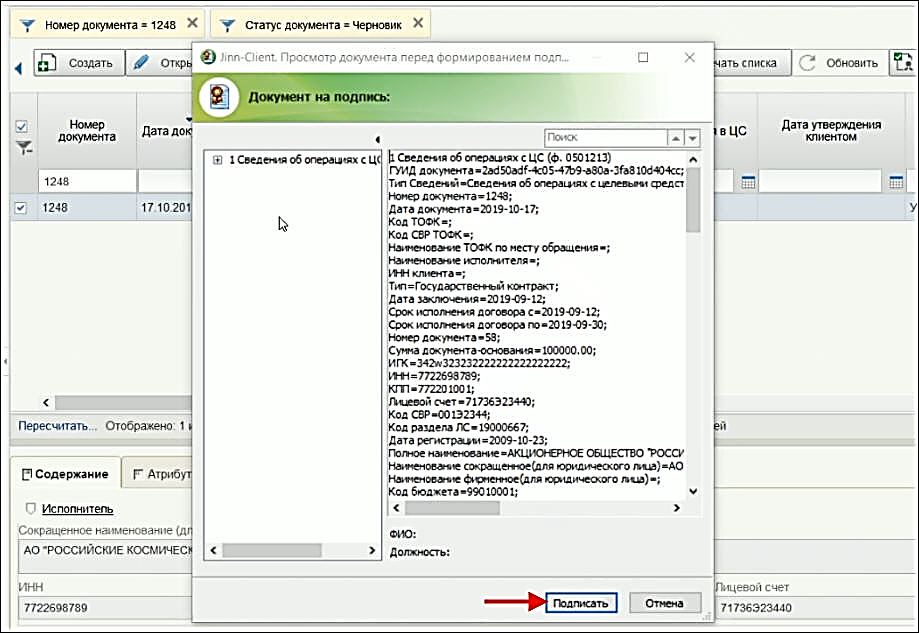 Номер документа = 1248
Статус документа = Черновик
Создать
Jinn-Client. Просмотр документа перед формированием подп...
Обновить
Документ на подпись:
Номер документа
Дата
в ЦС
Дата утверждения клиентом
Поиск
1248
1248
17.10.201
1 Сведения об операциях с ЦС
1 Сведения об операциях с ЦС (ф. 0501213)
ГУИД документа=2ad50adf-4c05-47b9-a80a-3fa810d404cc;
Тип Сведений=Сведения об операциях с целевыми средст
Номер документа=1248;
Дата документа=2019-10-17;
Код ТОФК=;
Код СВР ТОФК=;
Наименование ТОФК по месту обращения=;
Наименование исполнителя=;
ИНН клиента=;
Тип=Государственный контракт;
Дата заключения=2019-09-12;
Срок исполнения договора с=2019-09-12;
Срок исполнения договора по=2019-09-30;
Номер документа=58;
Сумма документа-основания=100000.00;
ИНН=7722698789;
КПП=772201001;
Лицевой счет=71736Э23440;
Код СВР=001Э2344;
Код раздела ЛС=19000667;
Дата регистрации=2009-10-23;
Полное наименование=АКЦИОНЕРНОЕ ОБЩЕСТВО "РОССИ
Наименование сокращенное(для юридического лица)=АО
Наименование фирменное(для юридического лица)=;
Код бюджета=99010001;
ФИО:
Должность:
Подписать
Отмена
Пересчитать...
Отображено: 1
Содержание
Атрибут
Исполнитель
Сокращенное наименование (дл
АО "РОССИЙСКИЕ КОСМИЧЕСК
ИНН
7722698789
Лицевой счет
71736Э23440